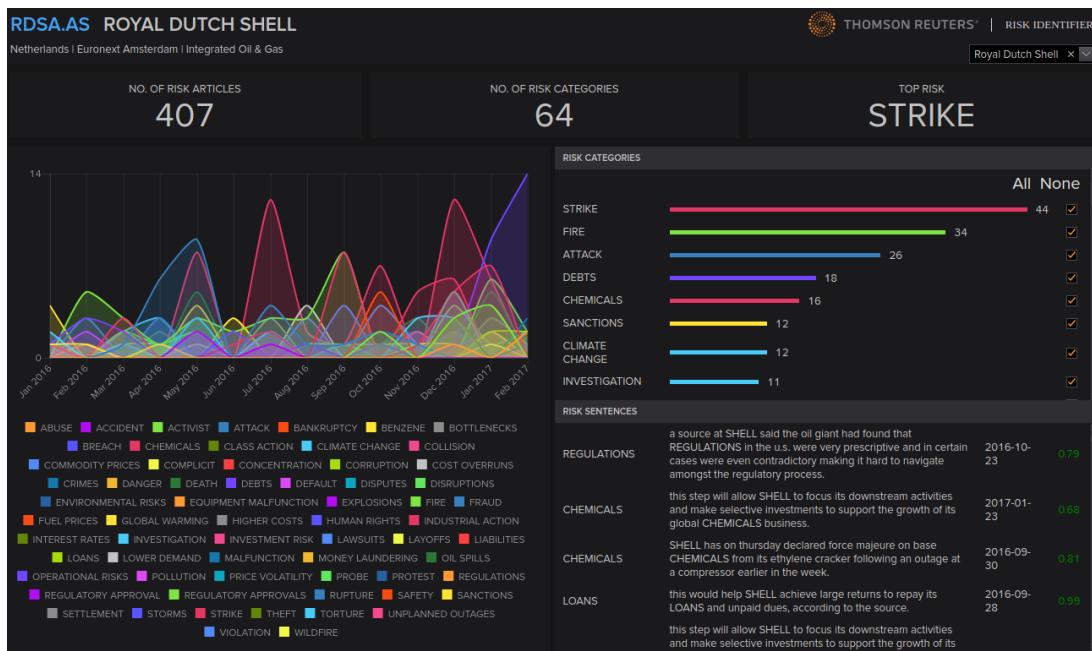 RDSA.AS ROYAL DUTCH SHELL
THOMSON REUTERS® | RISK IDENTIFIER
Netherlands | Euronext Amsterdam | Integrated Oil & Gas
Royal Dutch Shell ×
NO. OF RISK ARTICLES
407
NO. OF RISK CATEGORIES
64
TOP RISK
STRIKE
14
0
Jan 2016
Feb 2016
Mar 2016
Apr 2016
May 2016
Jun 2016
Jul 2016
Aug 2016
Sep 2016
Oct 2016
Nov 2016
Dec 2016
Jan 2017
Feb 2017
ABUSE ACCIDENT ACTIVIST ATTACK BANKRUPTCY BENZENE BOTTLENECKS
BREACH CHEMICALS CLASS ACTION CLIMATE CHANGE COLLISION
COMMODITY PRICES COMPLICIT CONCENTRATION CORRUPTION COST OVERRUNS
CRIMES DANGER DEATH DEBTS DEFAULT DISPUTES DISRUPTIONS
ENVIRONMENTAL RISKS EQUIPMENT MALFUNCTION EXPLOSIONS FIRE FRAUD
FUEL PRICES GLOBAL WARMING HIGHER COSTS HUMAN RIGHTS INDUSTRIAL ACTION
INTEREST RATES INVESTIGATION INVESTMENT RISK LAWSUITS LAYOFFS LIABILITIES
LOANS LOWER DEMAND MALFUNCTION MONEY LAUNDERING OIL SPILLS
OPERATIONAL RISKS POLLUTION PRICE VOLATILITY PROBE PROTEST REGULATIONS
REGULATORY APPROVAL REGULATORY APPROVALS RUPTURE SAFETY SANCTIONS
SETTLEMENT STORMS STRIKE THEFT TORTURE UNPLANNED OUTAGES
VIOLATION WILDFIRE
RISK CATEGORIES
All None
STRIKE 44
FIRE 34
ATTACK 26
DEBTS 18
CHEMICALS 16
SANCTIONS 12
CLIMATE
CHANGE 12
INVESTIGATION 11
RISK SENTENCES
REGULATIONS
a source at SHELL said the oil giant had found that
REGULATIONS in the u.s. were very prescriptive and in certain
cases were even contradictory making it hard to navigate
amongst the regulatory process.
2016-10-
23
0.79
CHEMICALS
this step will allow SHELL to focus its downstream activities
and make selective investments to support the growth of its
global CHEMICALS business.
2017-01-
23
0.68
CHEMICALS
SHELL has on thursday declared force majeure on base
CHEMICALS from its ethylene cracker following an outage at
a compressor earlier in the week.
2016-09-
30
0.81
LOANS
this would help SHELL achieve large returns to repay its
LOANS and unpaid dues, according to the source.
2016-09-
28
0.99
this step will allow SHELL to focus its downstream activities
and make selective investments to support the growth of its